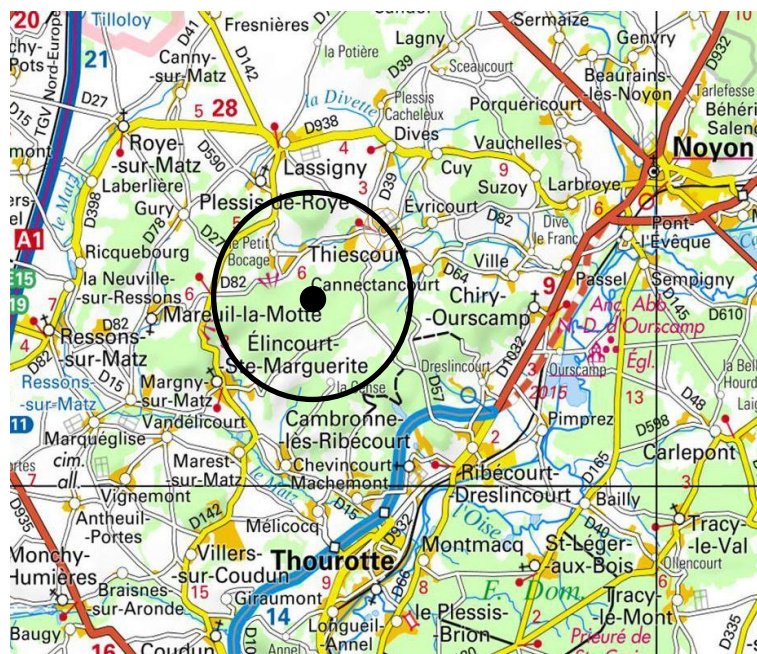 20
Tilloloy
D41
Fresnières
Sermaize
Genvry
10
D932
Lagny
la Potière
D39
Sceaucourt
21
TGV Nord-Europe
Canny-
-sur-Matz
D142
Beaurains-
-lès-Noyon
Tarlefesse
la Divette
Plessis
Cacheleux
Porquéricourt
D27
5
28
D938
Dives
Vauchelles
Noyon
D15
Roye-
-sur-Matz
D590
Lassigny
4
Cuy
9
Suzoy
Larbroye
Laberlière
3
D39
le Matz
D398
Gury
D78
Plessis-de-Roye
Évricourt
D82
Dive
le Franc
6
Pont-
-l'Évêque
A1
D27
5
le Petit
Bocage
Thiescourt
Ricquebourg
Ville
D64
9
Passel
Sempigny
E15
19
la Neuville-
-sur-Ressons
D82
6
6
Cannectancourt
Chiry-
-Ourscamp
D145
Anc. Abb.
N.-D. d'Ourscamp
D610
7
D82
Mareuil-la-Motte
4
Ressons-
-sur-Matz
D82
Élincourt-
-Ste-Marguerite
Dreslincourt
D1032
3
Ourscamp
Égl.
Ressons-
-sur-Matz
D15
Margny-
-sur-Matz
la Gense
D57
2015
13
11
Vandélicourt
Cambronne-
-lès-Ribécourt
Pimprez
D48
D598
Marquéglise
cim.
all.
Marest-
-sur-Matz
le Matz
Chevincourt
Machemont
2
Carlepont
7
Ribécourt-
-Dreslincourt
D165
3
Vignemont
D935
D15
Bailly
Antheuil-
-Portes
D142
Mélicocq
D932
l'Oise
D40
Tracy-
-le-Val
Monchy-
-Humières
Villers-
-sur-Coudun
Thourotte
Montmacq
St-Léger-
-aux-Bois
Ollencourt
Braisnes-
-sur-Aronde
15
Giraumont
9
D66
8
F. Dom.
6
Tracy-
-le-Mont
14
le Plessis-
-Brion
2
D335
Baugy
Longueil-
-Annel
Prieuré de
16
Coudun
Annel